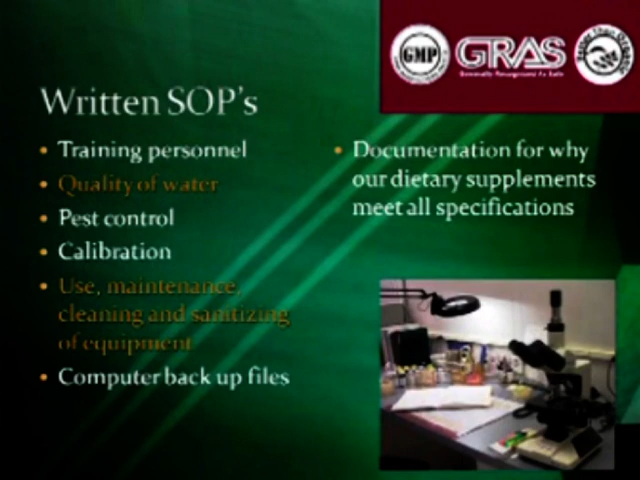 GMP
GRAS
Generally Recognized As Safe
Written SOP's
• Training personnel
• Quality of water
• Pest control
• Calibration
• Use, maintenance,
cleaning and sanitizing
of equipment
• Computer back up files
• Documentation for why
our dietary supplements
meet all specifications